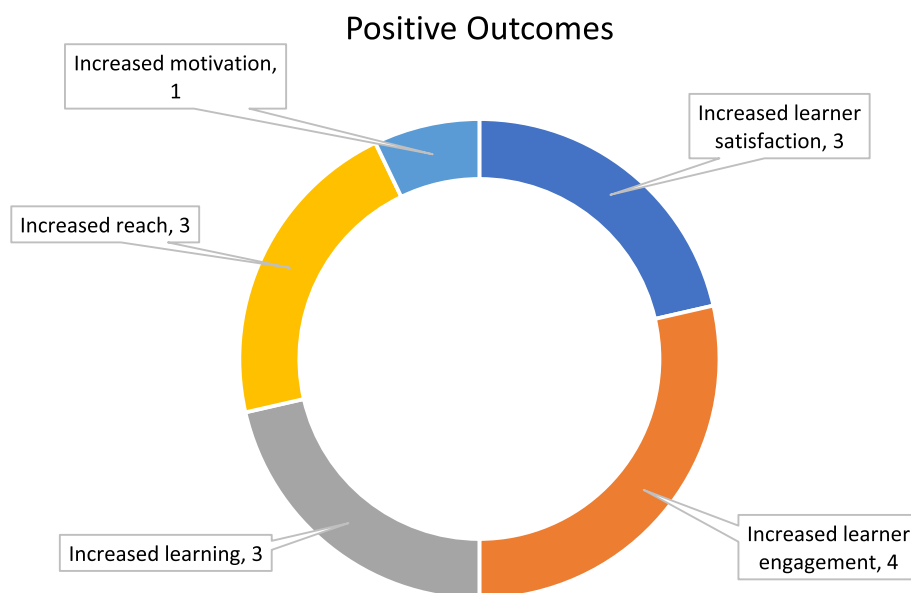 Positive Outcomes
Increased motivation,
1
Increased learner
satisfaction, 3
Increased reach, 3
Increased learning, 3
Increased learner
engagement, 4